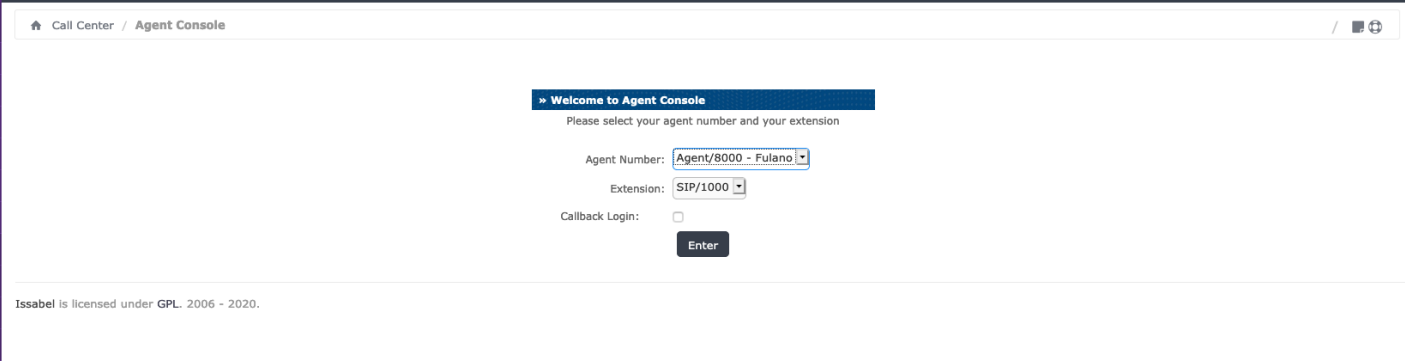 Call Center / Agent Console /
» Welcome to Agent Console
Please select your agent number and your extension
Agent Number: Agent/8000 - Fulano
Extension: SIP/1000
Callback Login:
Enter
Issabel is licensed under GPL. 2006 - 2020.